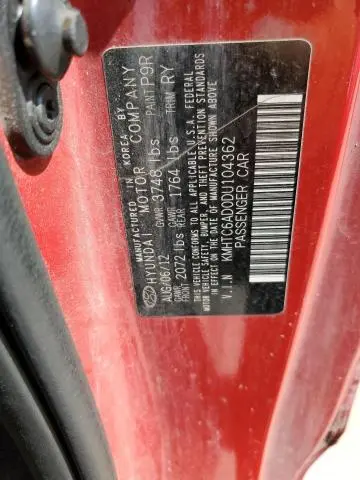 MANUFACTURED IN KOREA BY
HYUNDAI MOTOR COMPANY
AUG/06/12 GVWR 3748 lbs PAINT P9R
GAWR FRONT 2072 lbs GAWR REAR 1764 lbs TRIM RY
THIS VEHICLE CONFORMS TO ALL APPLICABLE U.S.A. FEDERAL
MOTOR VEHICLE SAFETY, BUMPER, AND THEFT PREVENTION STANDARDS
IN EFFECT ON THE DATE OF MANUFACTURE SHOWN ABOVE
V.I.N KMHTC6AD0DU104362
PASSENGER CAR